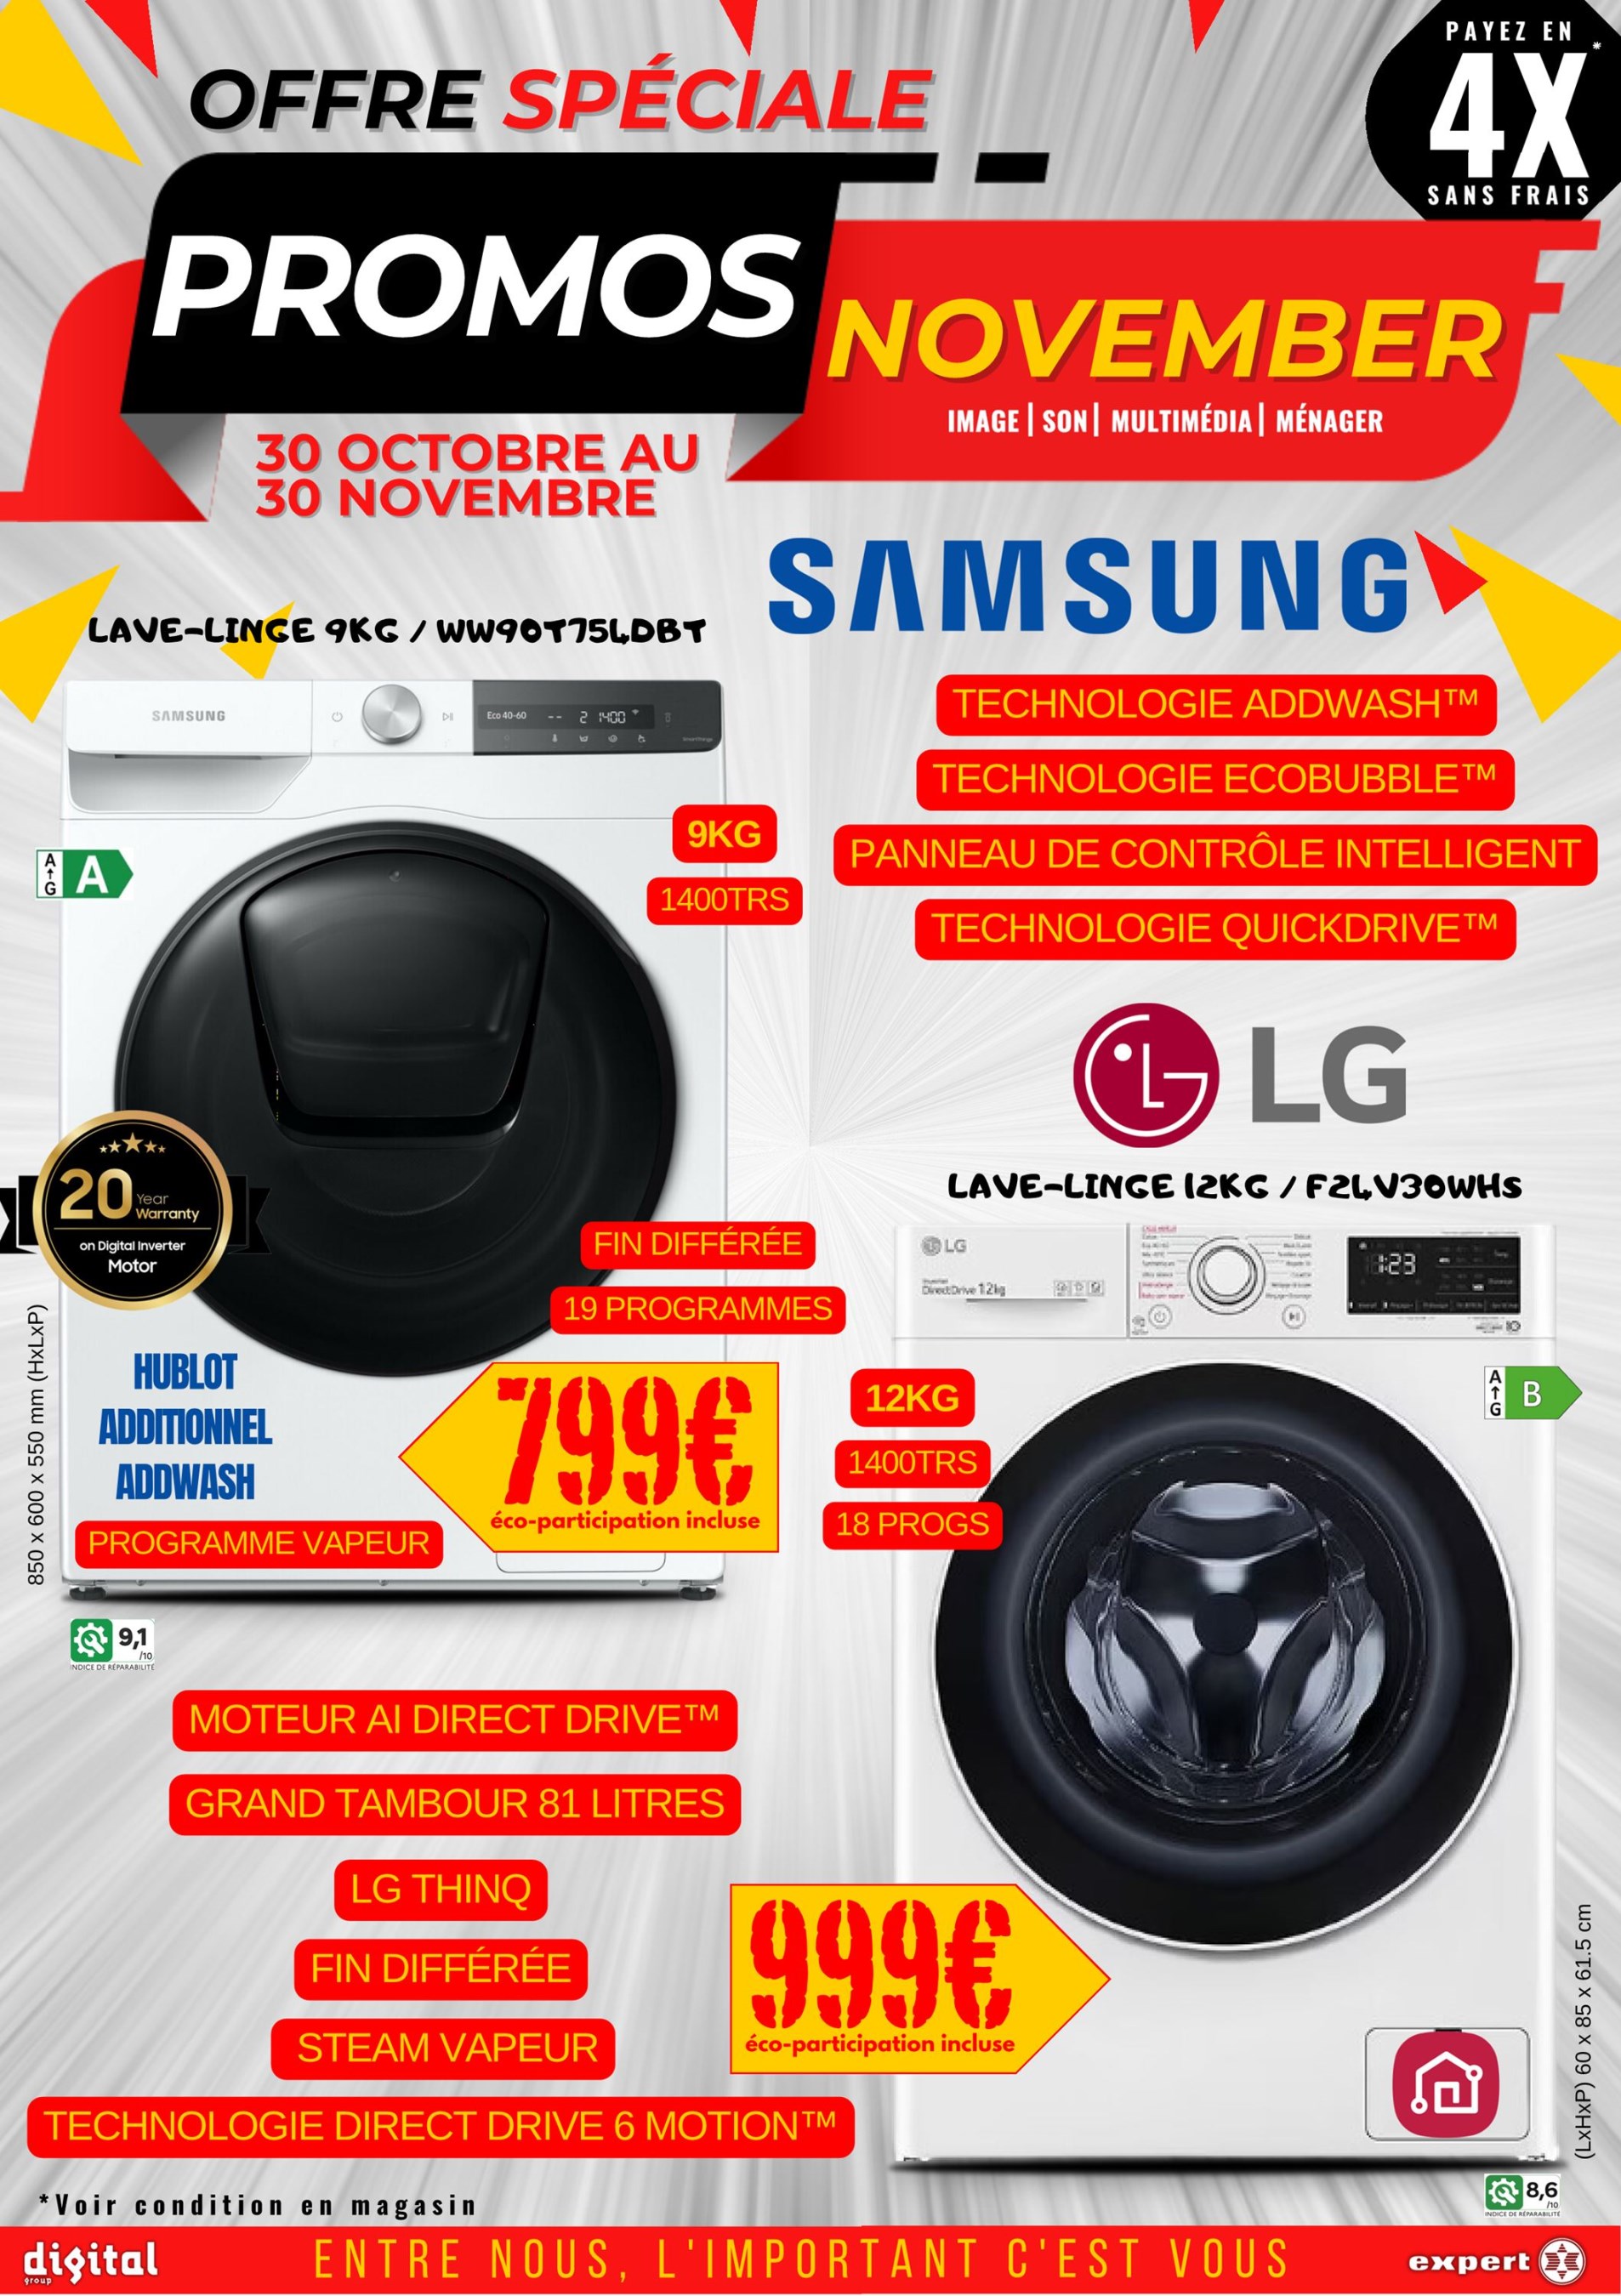 PAYEZ EN
4X*
SANS FRAIS
OFFRE SPÉCIALE
PROMOS
NOVEMBER
IMAGE | SON | MULTIMÉDIA | MÉNAGER
30 OCTOBRE AU
30 NOVEMBRE
SAMSUNG
LAVE-LINGE 9KG / WW90T754DBT
SAMSUNG
Eco 40-60
-- 2 1400
TECHNOLOGIE ADDWASH™
TECHNOLOGIE ECOBUBBLE™
PANNEAU DE CONTRÔLE INTELLIGENT
TECHNOLOGIE QUICKDRIVE™
9KG
1400TRS
A
G
A
20 Year
Warranty
on Digital Inverter
Motor
FIN DIFFÉRÉE
19 PROGRAMMES
HUBLOT
ADDITIONNEL
ADDWASH
799€
éco-participation incluse
PROGRAMME VAPEUR
850 x 600 x 550 mm (HxLxP)
9,1
/10
INDICE DE RÉPARABILITÉ
LG
LAVE-LINGE 12KG / F24V30WHS
LG
Inverter
DirectDrive 12kg
1:23
12KG
1400TRS
18 PROGS
A
G
B
MOTEUR AI DIRECT DRIVE™
GRAND TAMBOUR 81 LITRES
LG THINQ
FIN DIFFÉRÉE
STEAM VAPEUR
TECHNOLOGIE DIRECT DRIVE 6 MOTION™
999€
éco-participation incluse
(LxHxP) 60 x 85 x 61.5 cm
8,6
/10
INDICE DE RÉPARABILITÉ
*Voir condition en magasin
digital
group
ENTRE NOUS, L'IMPORTANT C'EST VOUS
expert